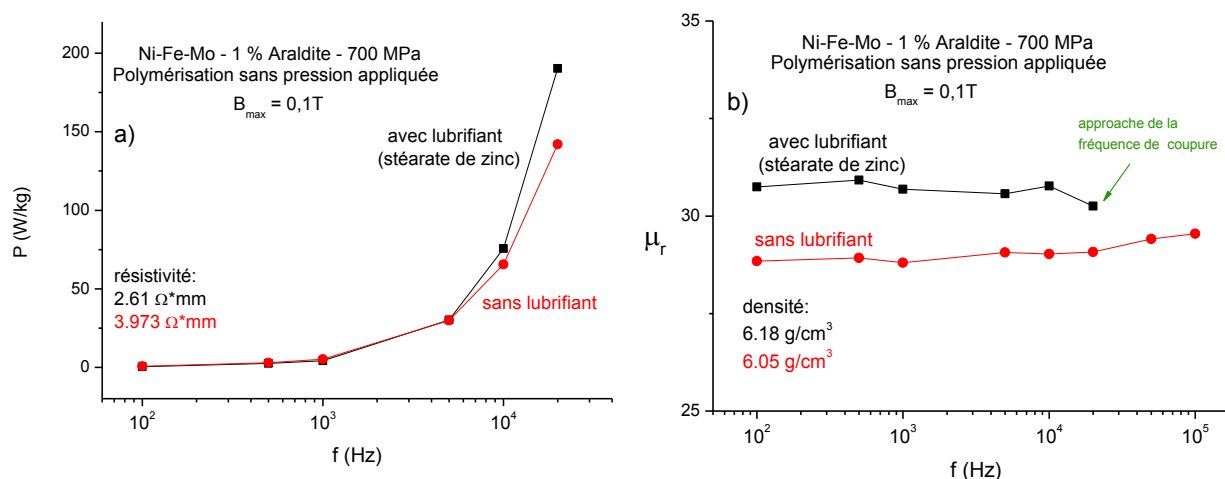 Ni-Fe-Mo - 1 % Araldite - 700 MPa
Polymérisation sans pression appliquée
B_max = 0,1T
a)
avec lubrifiant
(stéarate de zinc)
sans lubrifiant
résistivité:
2.61 Ω*mm
3.973 Ω*mm
200
150
100
50
0
P (W/kg)
10^2
10^3
10^4
f (Hz)
Ni-Fe-Mo - 1 % Araldite - 700 MPa
Polymérisation sans pression appliquée
B_max = 0,1T
b)
approche de la
fréquence de coupure
avec lubrifiant
(stéarate de zinc)
sans lubrifiant
densité:
6.18 g/cm^3
6.05 g/cm^3
35
30
25
μ_r
10^2
10^3
10^4
10^5
f (Hz)